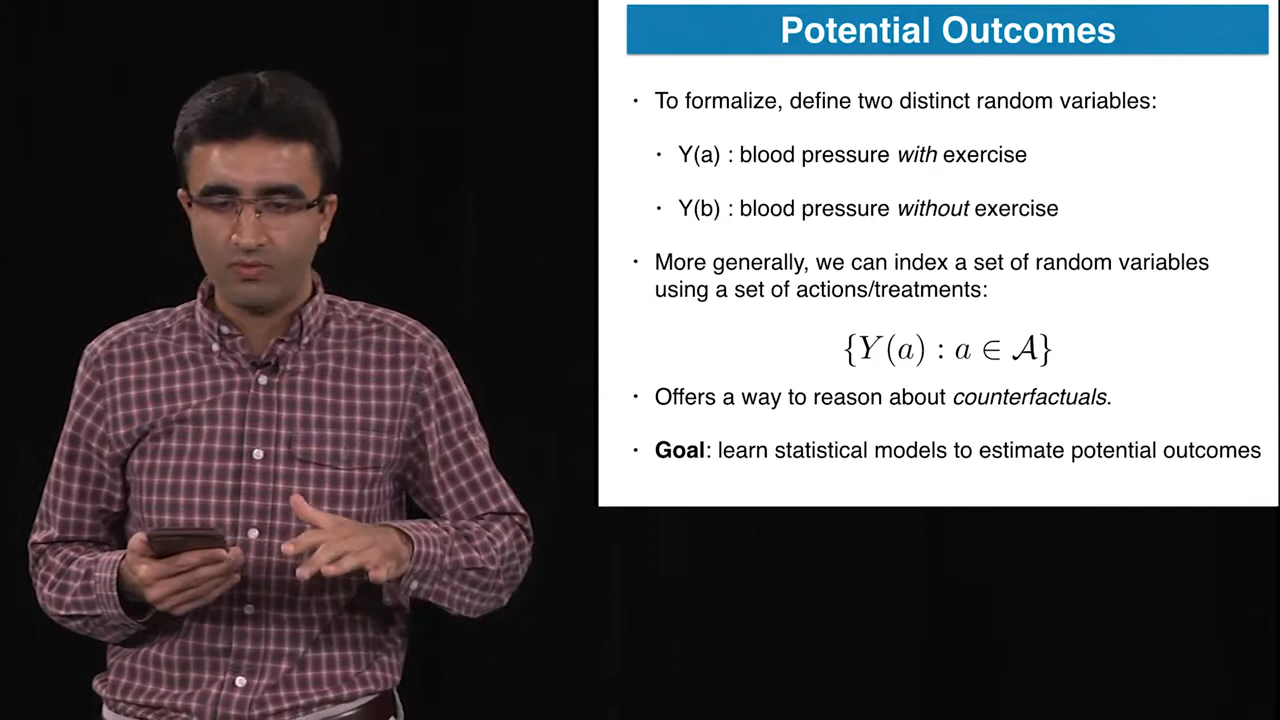 Potential Outcomes
• To formalize, define two distinct random variables:
• Y(a) : blood pressure with exercise
• Y(b) : blood pressure without exercise
• More generally, we can index a set of random variables
using a set of actions/treatments:
{Y(a) : a ∈ 𝒜}
• Offers a way to reason about counterfactuals.
• Goal: learn statistical models to estimate potential outcomes